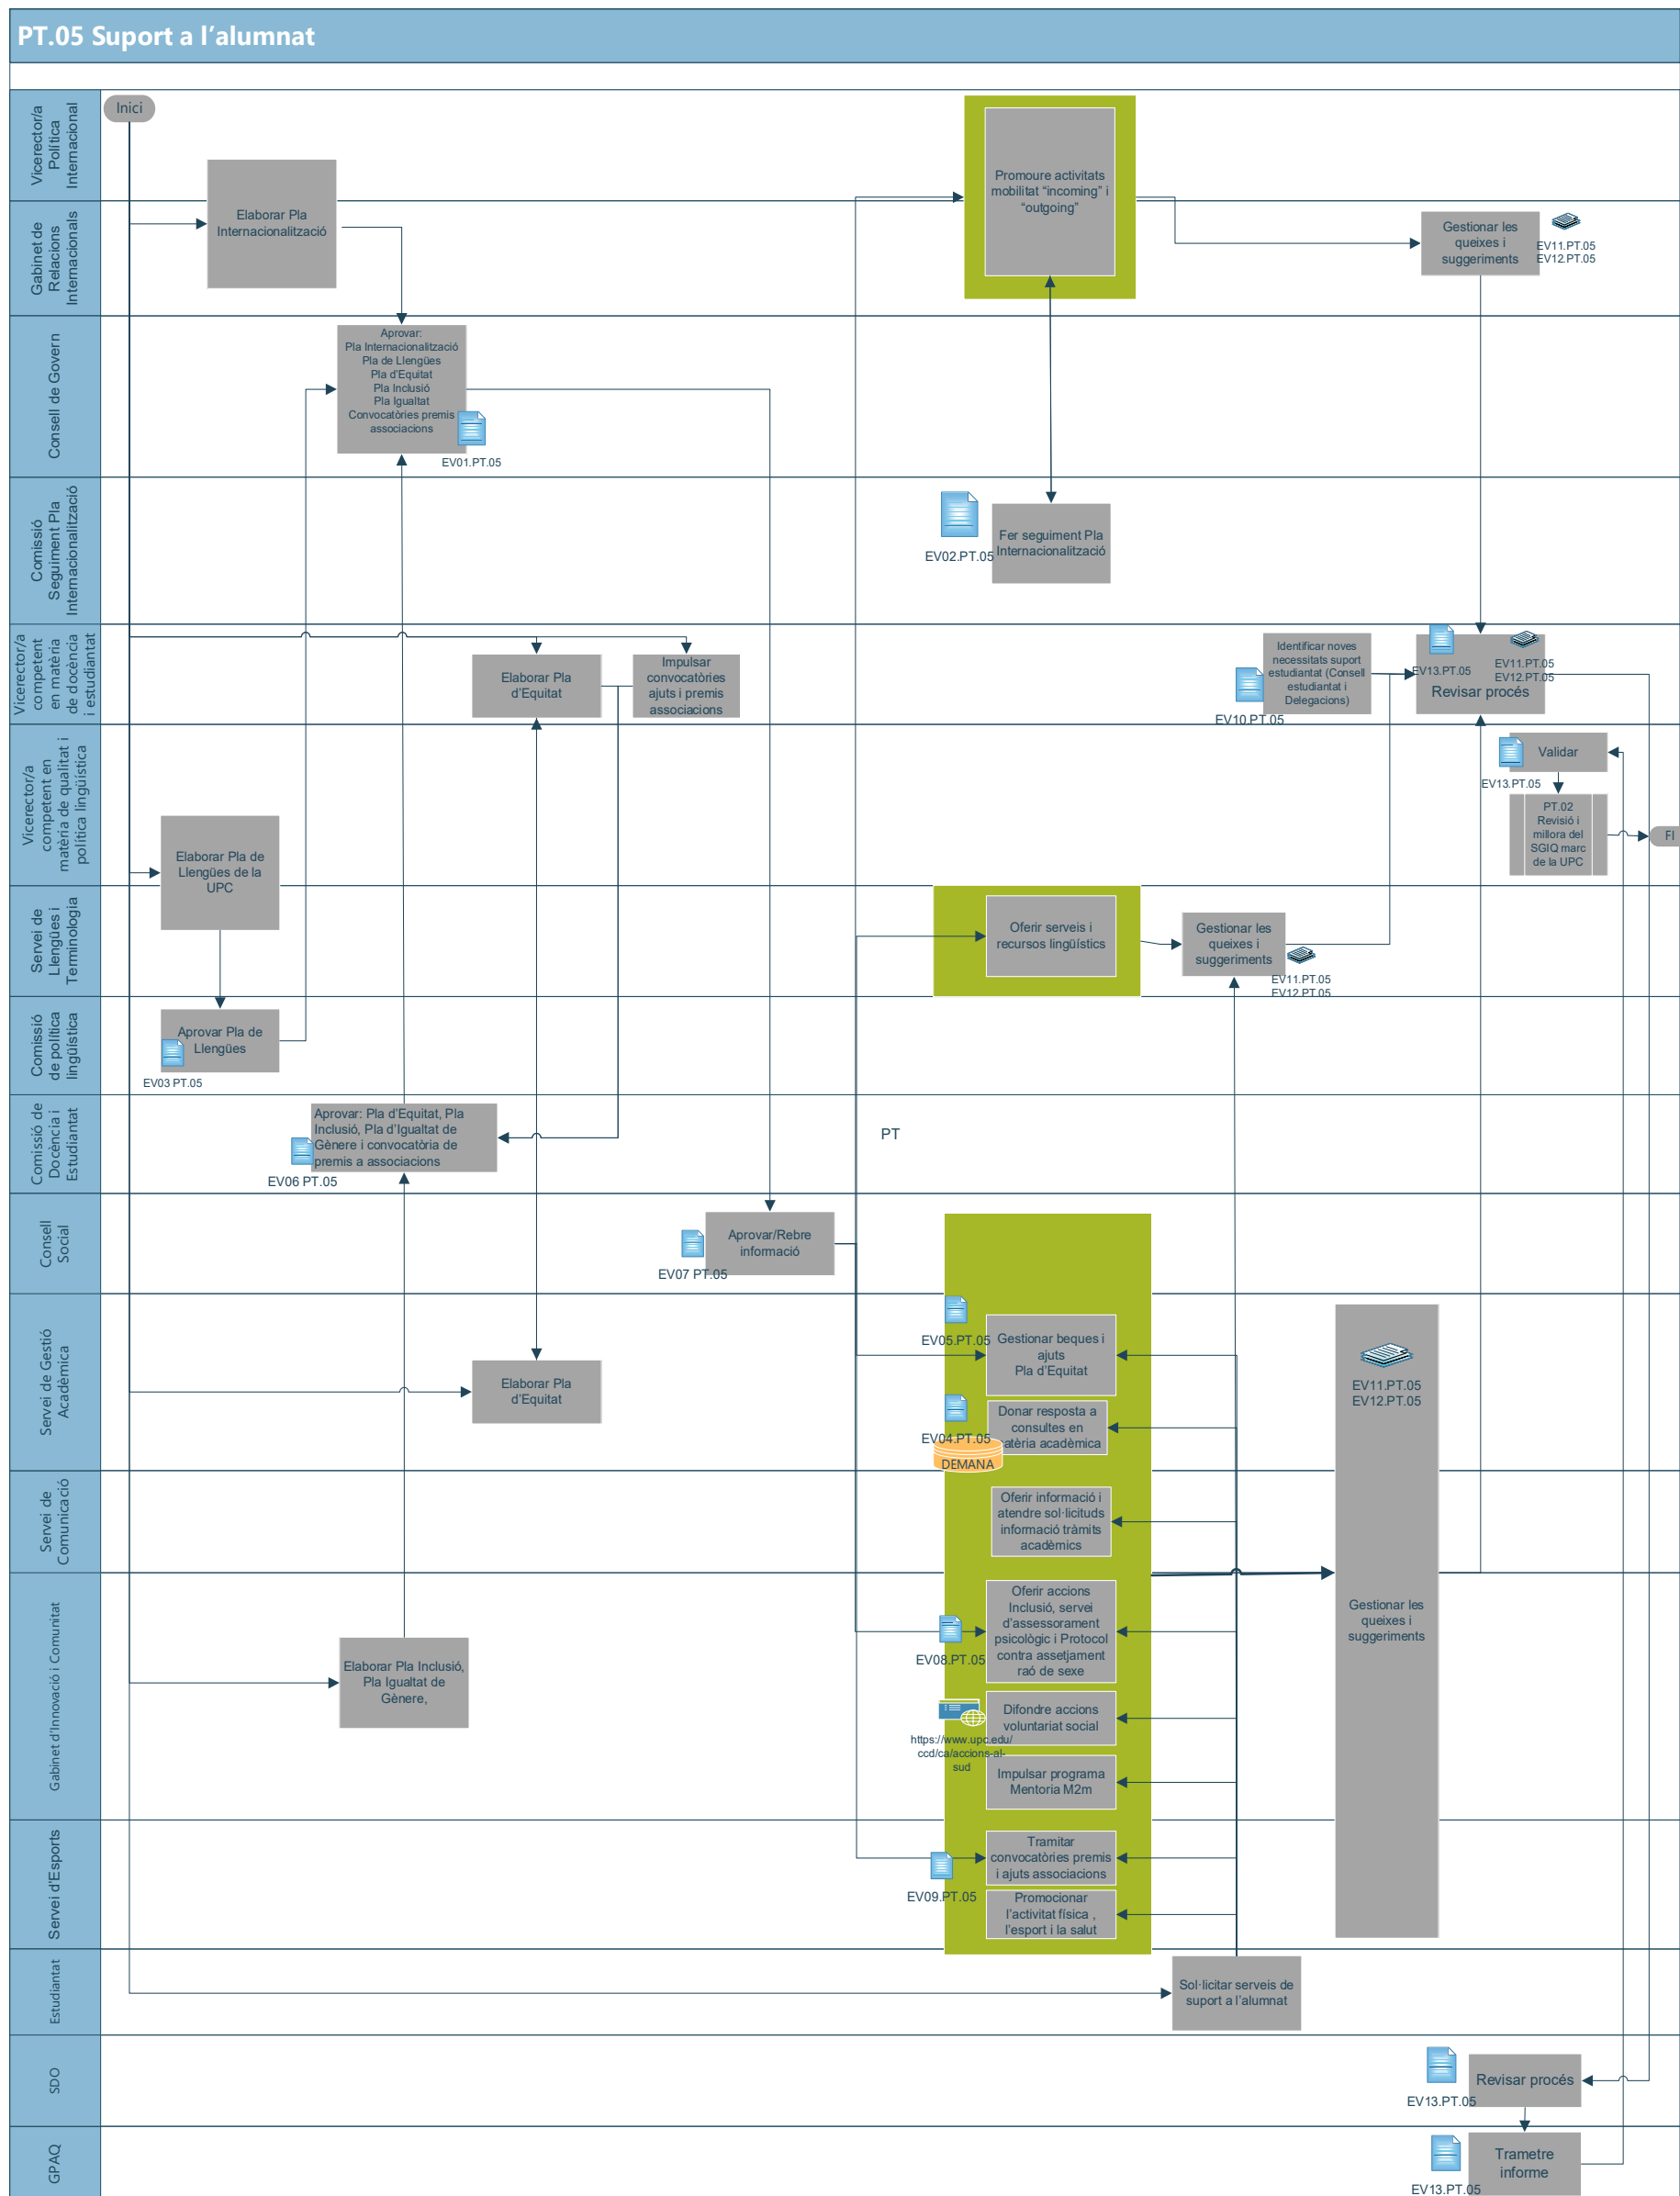 PT.05 Suport a l'alumnat
Vicerector/a
Política
Internacional
Inici
Promoure activitats
mobilitat "incoming" i
"outgoing"
Gabinet de
Relacions
Internacionals
Elaborar Pla
Internacionalització
Gestionar les
queixes i
suggeriments
EV11.PT.05
EV12.PT.05
Consell de Govern
Aprovar:
Pla Internacionalització
Pla de Llengües
Pla d'Equitat
Pla Inclusió
Pla Igualtat
Convocatòries premis
associacions
EV01.PT.05
Comissió
Seguiment Pla
Internacionalització
EV02.PT.05
Fer seguiment Pla
Internacionalització
Vicerector/a
competent
en matèria
de docència
i estudiantat
Elaborar Pla
d'Equitat
Impulsar
convocatòries
ajuts i premis
associacions
Identificar noves
necessitats suport
estudiantat (Consell
estudiantat i
Delegacions)
EV10.PT.05
EV13.PT.05
EV11.PT.05
EV12.PT.05
Revisar procés
Vicerector/a
competent en
matèria de qualitat i
política lingüística
Elaborar Pla de
Llengües de la
UPC
Validar
EV13.PT.05
PT.02
Revisió i
millora del
SGIQ marc
de la UPC
FI
Servei de
Llengües i
Terminologia
Oferir serveis i
recursos lingüístics
Gestionar les
queixes i
suggeriments
EV11.PT.05
EV12.PT.05
Comissió
de política
lingüística
Aprovar Pla de
Llengües
EV03 PT.05
Comissió de
Docència i
Estudiantat
Aprovar: Pla d'Equitat, Pla
Inclusió, Pla d'Igualtat de
Gènere i convocatòria de
premis a associacions
EV06 PT.05
PT
Consell
Social
Aprovar/Rebre
informació
EV07 PT.05
Servei de Gestió
Acadèmica
Elaborar Pla
d'Equitat
EV05.PT.05
Gestionar beques i
ajuts
Pla d'Equitat
EV04.PT.05
DEMANA
Donar resposta a
consultes en
atèria acadèmica
EV11.PT.05
EV12.PT.05
Gestionar les
queixes i
suggeriments
Servei de
Comunicació
Oferir informació i
atendre sol·licituds
informació tràmits
acadèmics
Gabinet d'Innovació i Comunitat
Elaborar Pla Inclusió,
Pla Igualtat de
Gènere,
EV08.PT.05
Oferir accions
Inclusió, servei
d'assessorament
psicològic i Protocol
contra assetjament
raó de sexe
https://www.upc.edu/
ccd/ca/accions-al-
sud
Difondre accions
voluntariat social
Impulsar programa
Mentoria M2m
Servei d'Esports
EV09.PT.05
Tramitar
convocatòries premis
i ajuts associacions
Promocionar
l'activitat física ,
l'esport i la salut
Estudiantat
Sol·licitar serveis de
suport a l'alumnat
SDO
EV13.PT.05
Revisar procés
GPAQ
EV13.PT.05
Trametre
informe